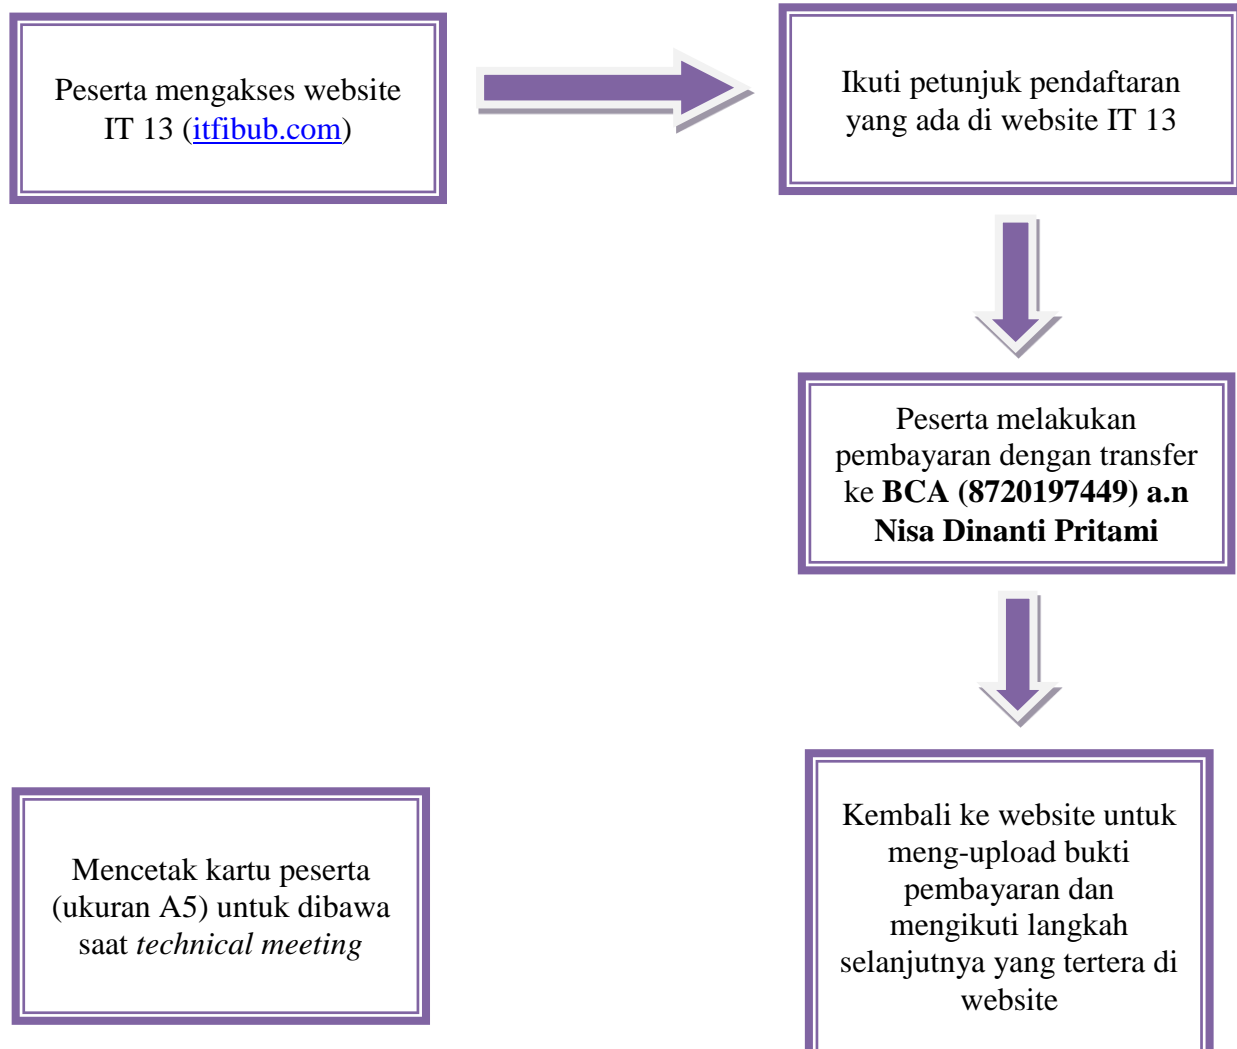 Peserta mengakses website
IT 13 (itfibub.com)
Ikuti petunjuk pendaftaran
yang ada di website IT 13
Peserta melakukan
pembayaran dengan transfer
ke BCA (8720197449) a.n
Nisa Dinanti Pritami
Kembali ke website untuk
meng-upload bukti
pembayaran dan
mengikuti langkah
selanjutnya yang tertera di
website
Mencetak kartu peserta
(ukuran A5) untuk dibawa
saat technical meeting